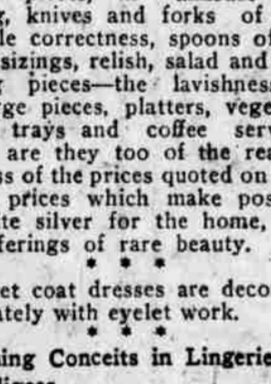 g, knives and forks of
le correctness, spoons of
sizings, relish, salad and
pieces—the lavishness
ge pieces, platters, vege
trays and coffee serv
are they too of the rea
ss of the prices quoted on
prices which make pos
te silver for the home,
fferings of rare beauty.
* * *
et coat dresses are deco
ately with eyelet work.
* * *
ing Conceits in Lingerie